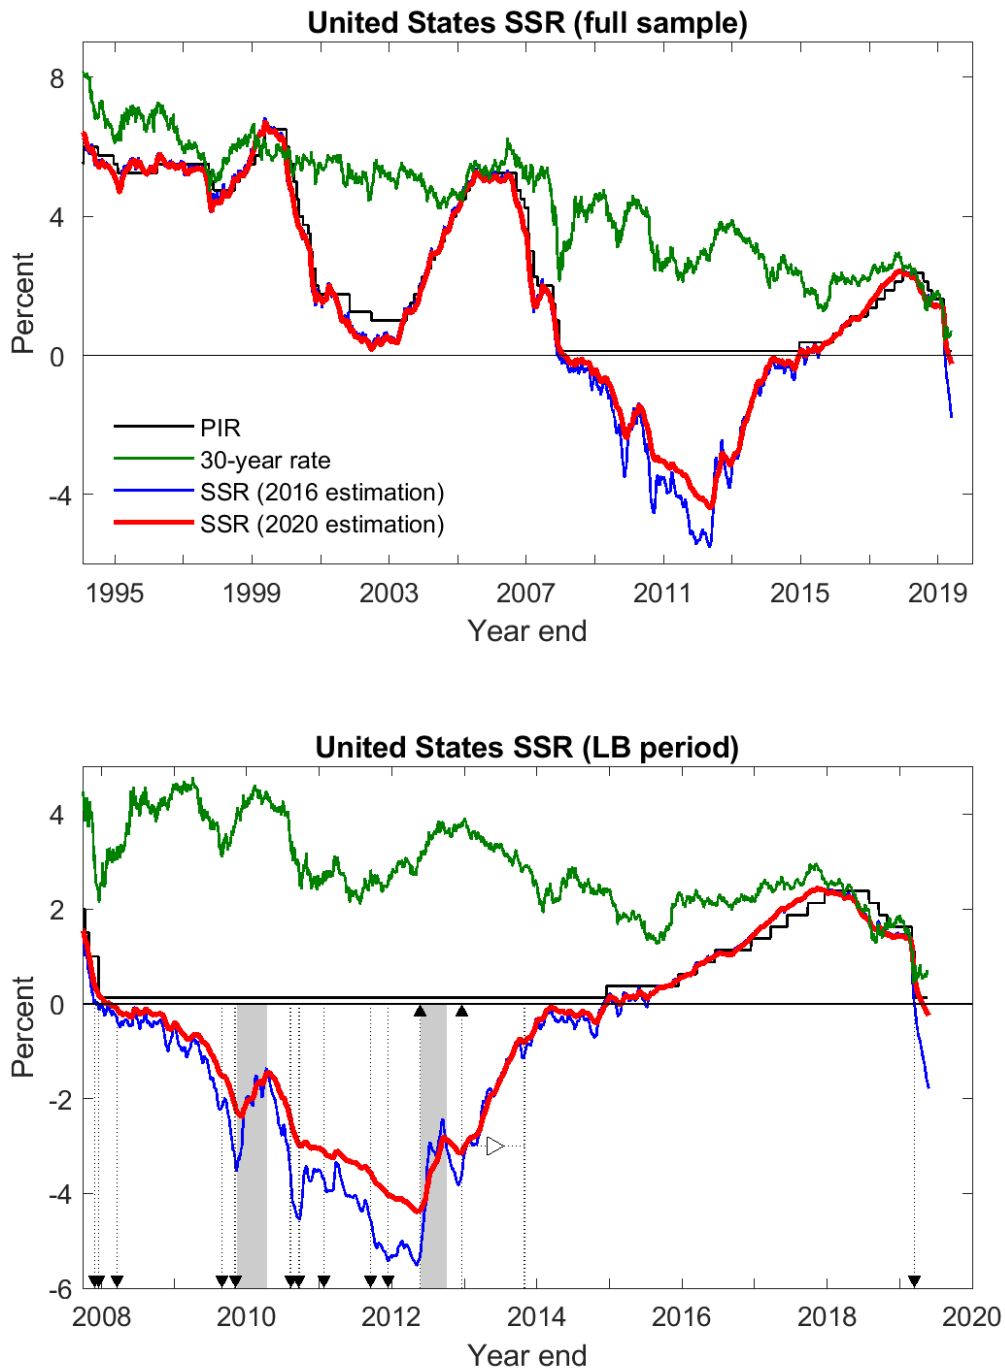 United States SSR (full sample)
8
4
0
-4
Percent
PIR
30-year rate
SSR (2016 estimation)
SSR (2020 estimation)
1995 1999 2003 2007 2011 2015 2019
Year end
United States SSR (LB period)
4
2
0
-2
-4
-6
Percent
2008 2010 2012 2014 2016 2018 2020
Year end